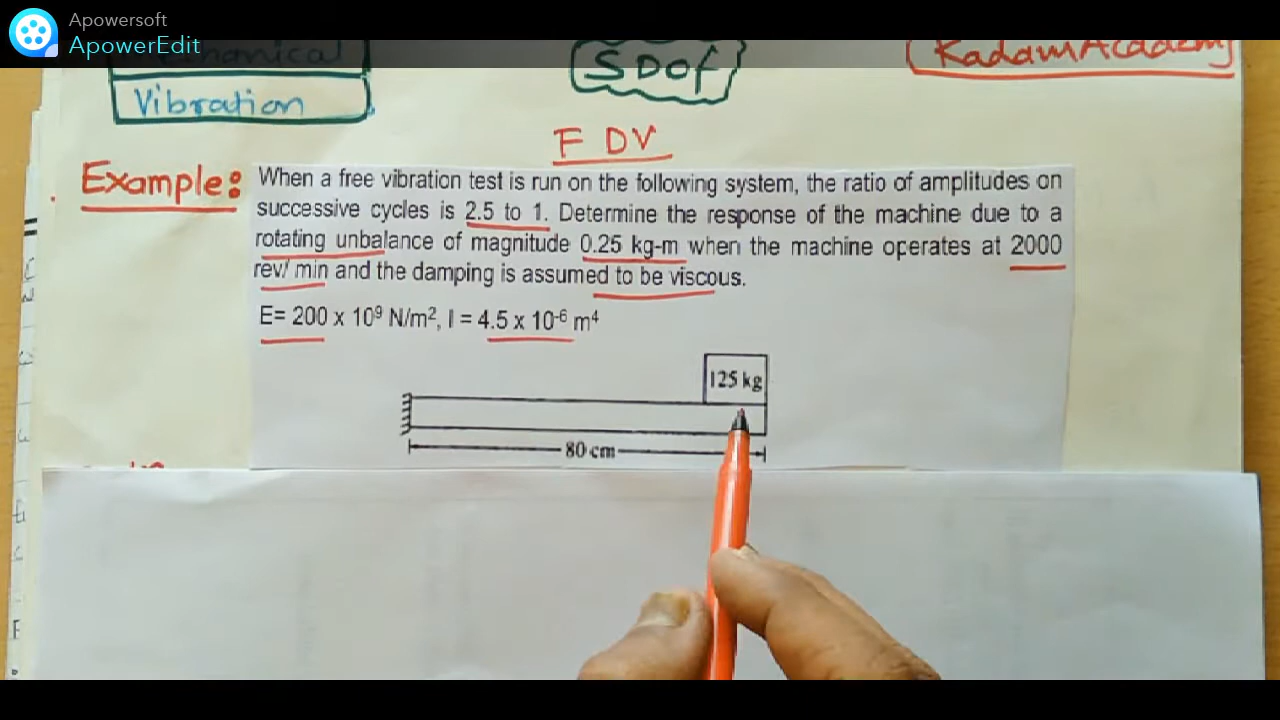 Apowersoft
ApowerEdit
Mechanical
Vibration
SDof
Kadam Academy
F DV
Example:
When a free vibration test is run on the following system, the ratio of amplitudes on
successive cycles is 2.5 to 1. Determine the response of the machine due to a
rotating unbalance of magnitude 0.25 kg-m when the machine operates at 2000
rev/ min and the damping is assumed to be viscous.
E= 200 x 10⁹ N/m², I = 4.5 x 10⁻⁶ m⁴
125 kg
80 cm